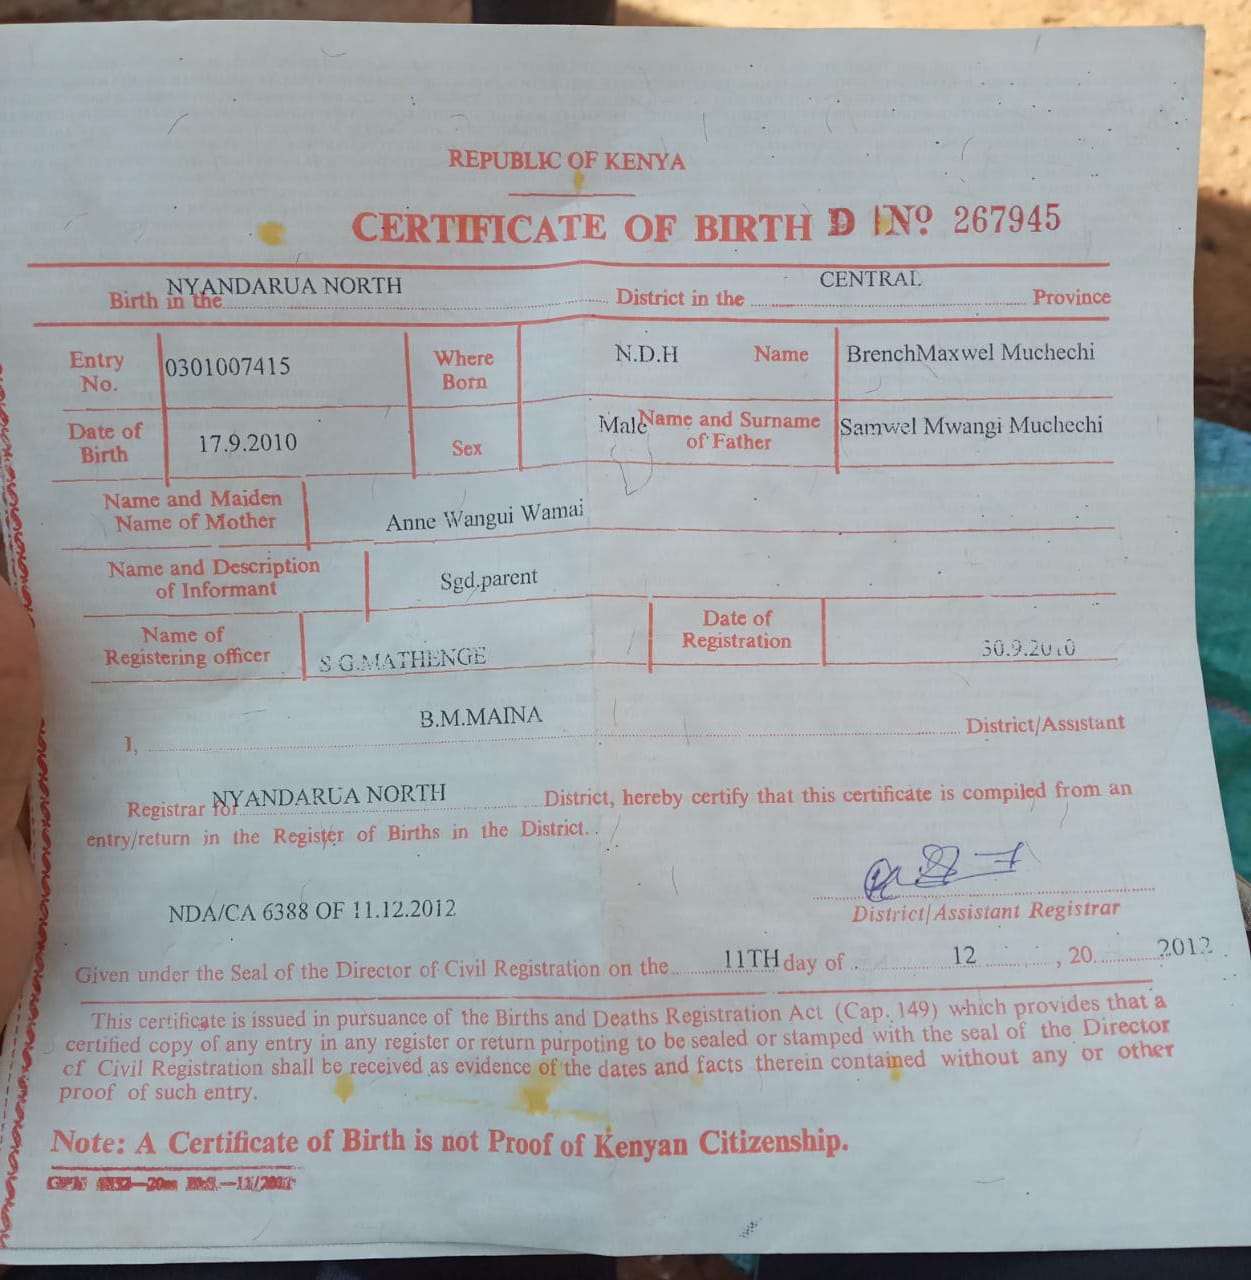 REPUBLIC OF KENYA
CERTIFICATE OF BIRTH D No 267945
Birth in the NYANDARUA NORTH District in the CENTRAL Province
Entry No. 0301007415 Where Born N.D.H Name BrenchMaxwel Muchechi
Date of Birth 17.9.2010 Sex Male Name and Surname of Father Samwel Mwangi Muchechi
Name and Maiden Name of Mother Anne Wangui Wamai
Name and Description of Informant Sgd.parent
Name of Registering officer S G.MATHENGE Date of Registration 30.9.2010
I, B.M.MAINA District/Assistant
Registrar for NYANDARUA NORTH District, hereby certify that this certificate is compiled from an
entry/return in the Register of Births in the District.
NDA/CA 6388 OF 11.12.2012
District/Assistant Registrar
Given under the Seal of the Director of Civil Registration on the 11TH day of 12, 20 2012
This certificate is issued in pursuance of the Births and Deaths Registration Act (Cap. 149) which provides that a
certified copy of any entry in any register or return purpoting to be sealed or stamped with the seal of the Director
of Civil Registration shall be received as evidence of the dates and facts therein contained without any or other
proof of such entry.
Note: A Certificate of Birth is not Proof of Kenyan Citizenship.